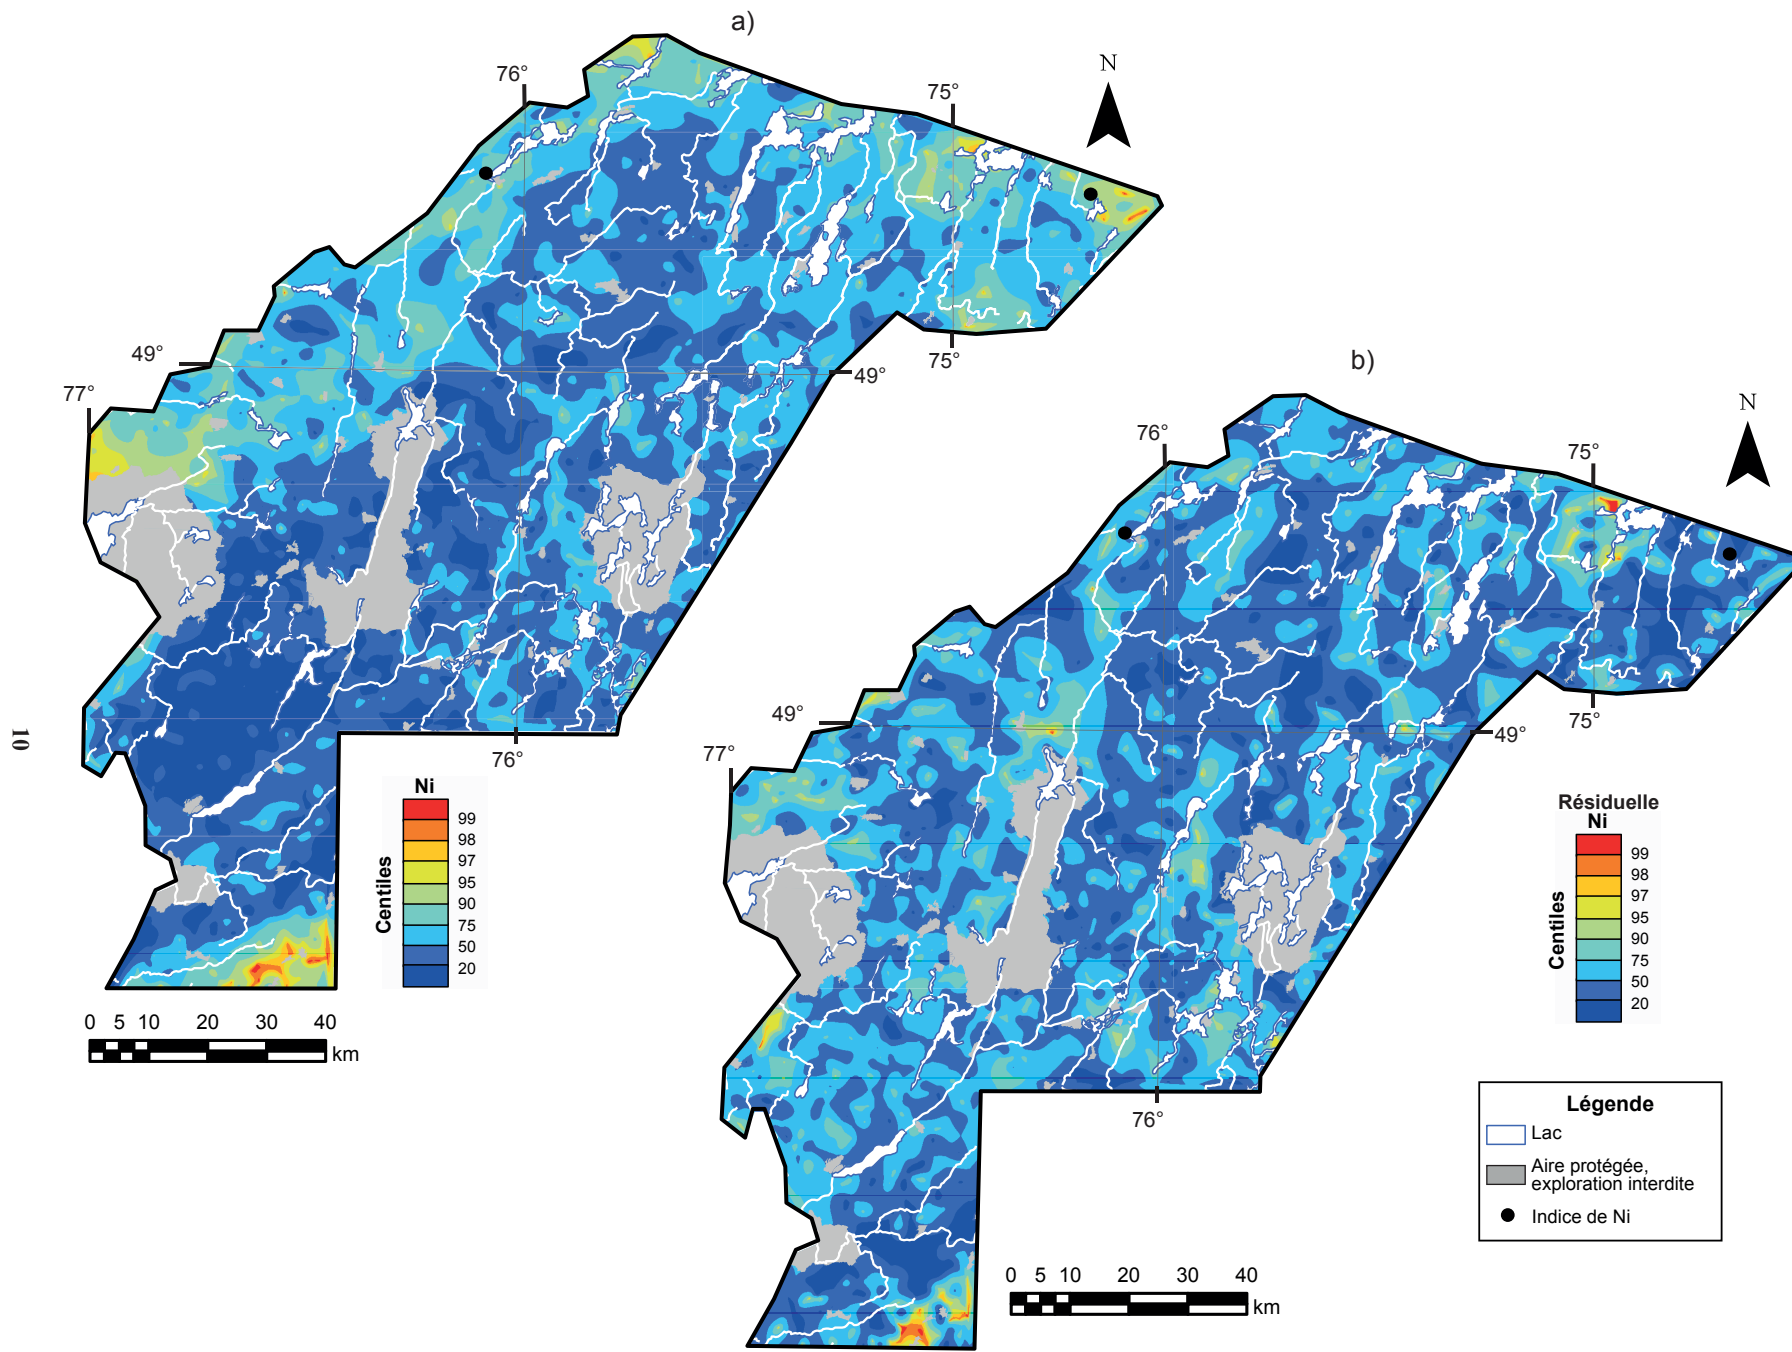 a)
N
76°
75°
49°
77°
75°
49°
76°
Ni
Centiles
99
98
97
95
90
75
50
20
0 5 10 20 30 40
km
10
b)
N
76°
75°
49°
77°
75°
49°
76°
Résiduelle
Ni
Centiles
99
98
97
95
90
75
50
20
0 5 10 20 30 40
km
Légende
Lac
Aire protégée,
exploration interdite
Indice de Ni